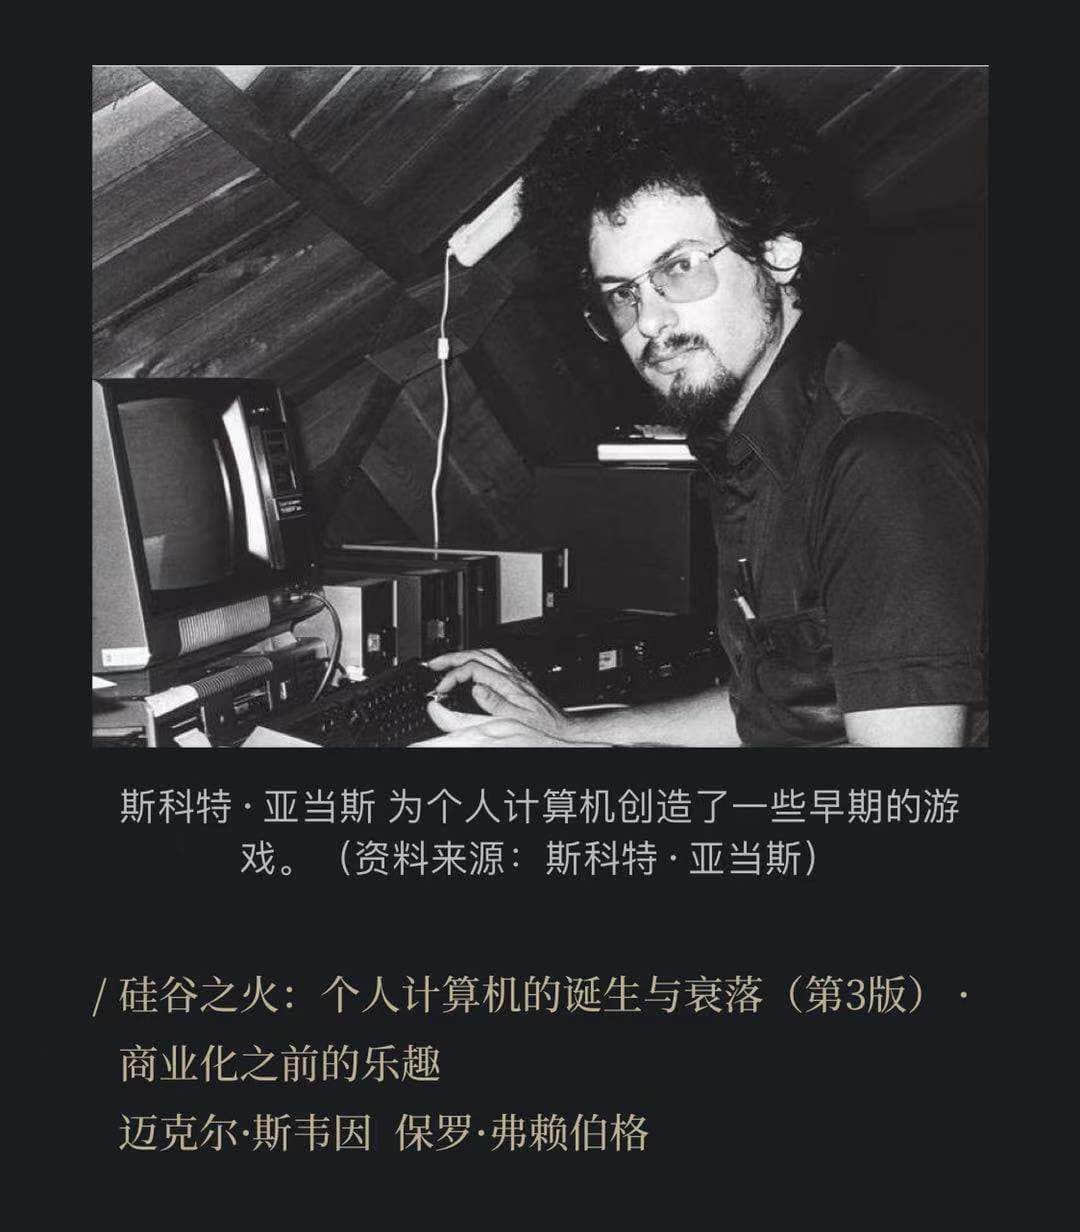 斯科特·亚当斯 为个人计算机创造了一些早期的游
戏。（资料来源：斯科特·亚当斯）
/ 硅谷之火：个人计算机的诞生与衰落（第3版） ·
商业化之前的乐趣
迈克尔·斯韦因 保罗·弗赖伯格